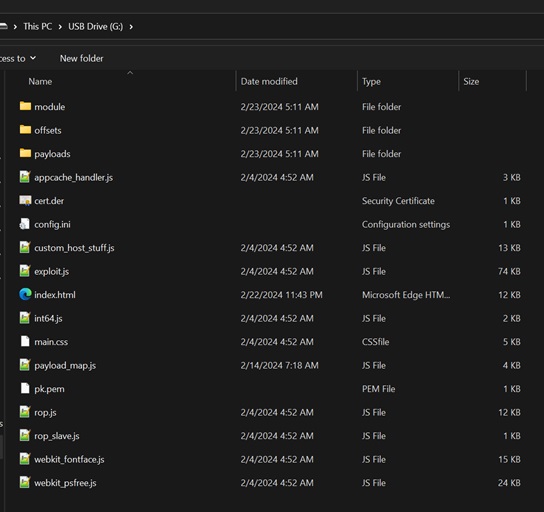 This PC > USB Drive (G:) >
cess to New folder
Name Date modified Type Size
module 2/23/2024 5:11 AM File folder
offsets 2/23/2024 5:11 AM File folder
payloads 2/23/2024 5:11 AM File folder
appcache_handler.js 2/4/2024 4:52 AM JS File 3 KB
cert.der Security Certificate 1 KB
config.ini Configuration settings 1 KB
custom_host_stuff.js 2/4/2024 4:52 AM JS File 13 KB
exploit.js 2/4/2024 4:52 AM JS File 74 KB
index.html 2/22/2024 11:43 PM Microsoft Edge HTM... 12 KB
int64.js 2/4/2024 4:52 AM JS File 2 KB
main.css 2/4/2024 4:52 AM CSSfile 5 KB
payload_map.js 2/14/2024 7:18 AM JS File 4 KB
pk.pem PEM File 1 KB
rop.js 2/4/2024 4:52 AM JS File 12 KB
rop_slave.js 2/4/2024 4:52 AM JS File 1 KB
webkit_fontface.js 2/4/2024 4:52 AM JS File 15 KB
webkit_psfree.js 2/4/2024 4:52 AM JS File 24 KB